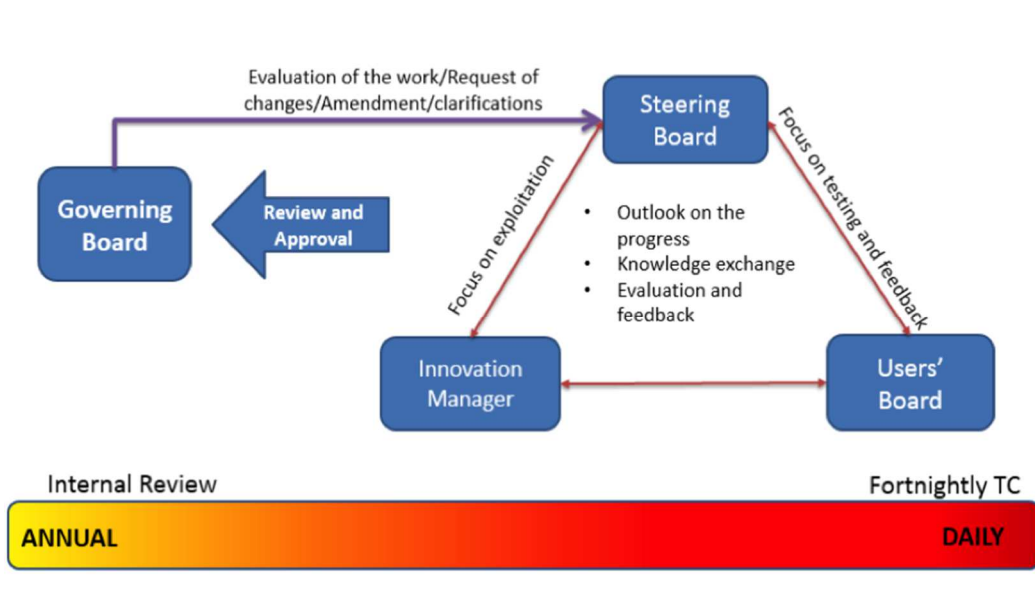 Evaluation of the work/Request of
changes/Amendment/clarifications
Steering
Board
Governing
Board
Review and
Approval
Focus on exploitation
• Outlook on the
progress
• Knowledge exchange
• Evaluation and
feedback
Focus on testing and feedback
Innovation
Manager
Users’
Board
Internal Review
Fortnightly TC
ANNUAL
DAILY